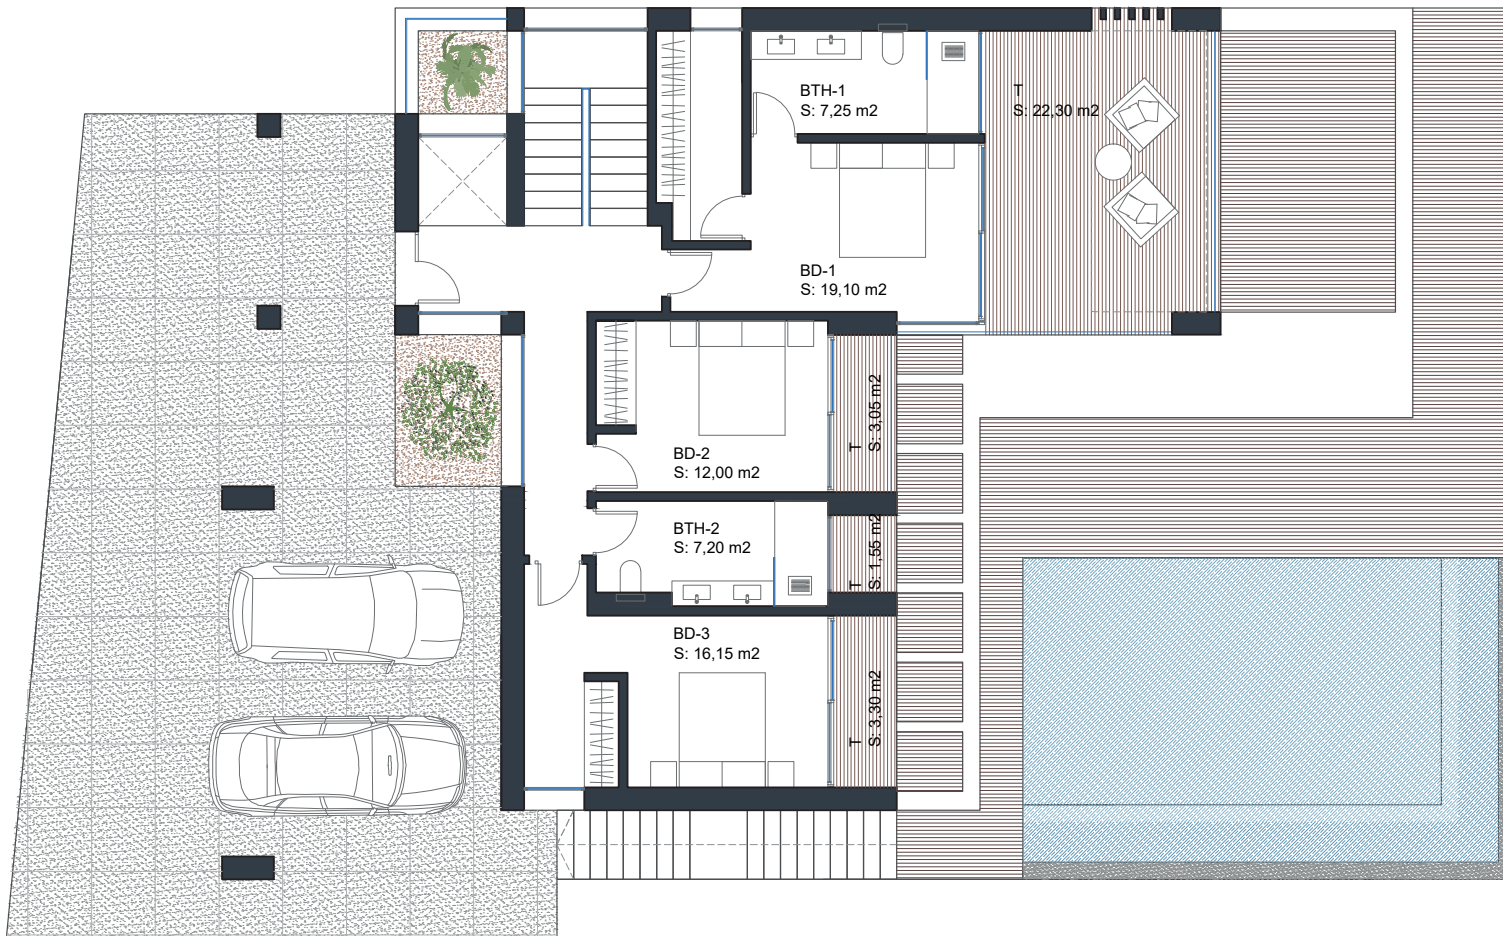 BTH-1
S: 7,25 m2
T
S: 22,30 m2
BD-1
S: 19,10 m2
T
S: 3,05 m2
BD-2
S: 12,00 m2
BTH-2
S: 7,20 m2
T
S: 1,55 m2
BD-3
S: 16,15 m2
T
S: 3,30 m2